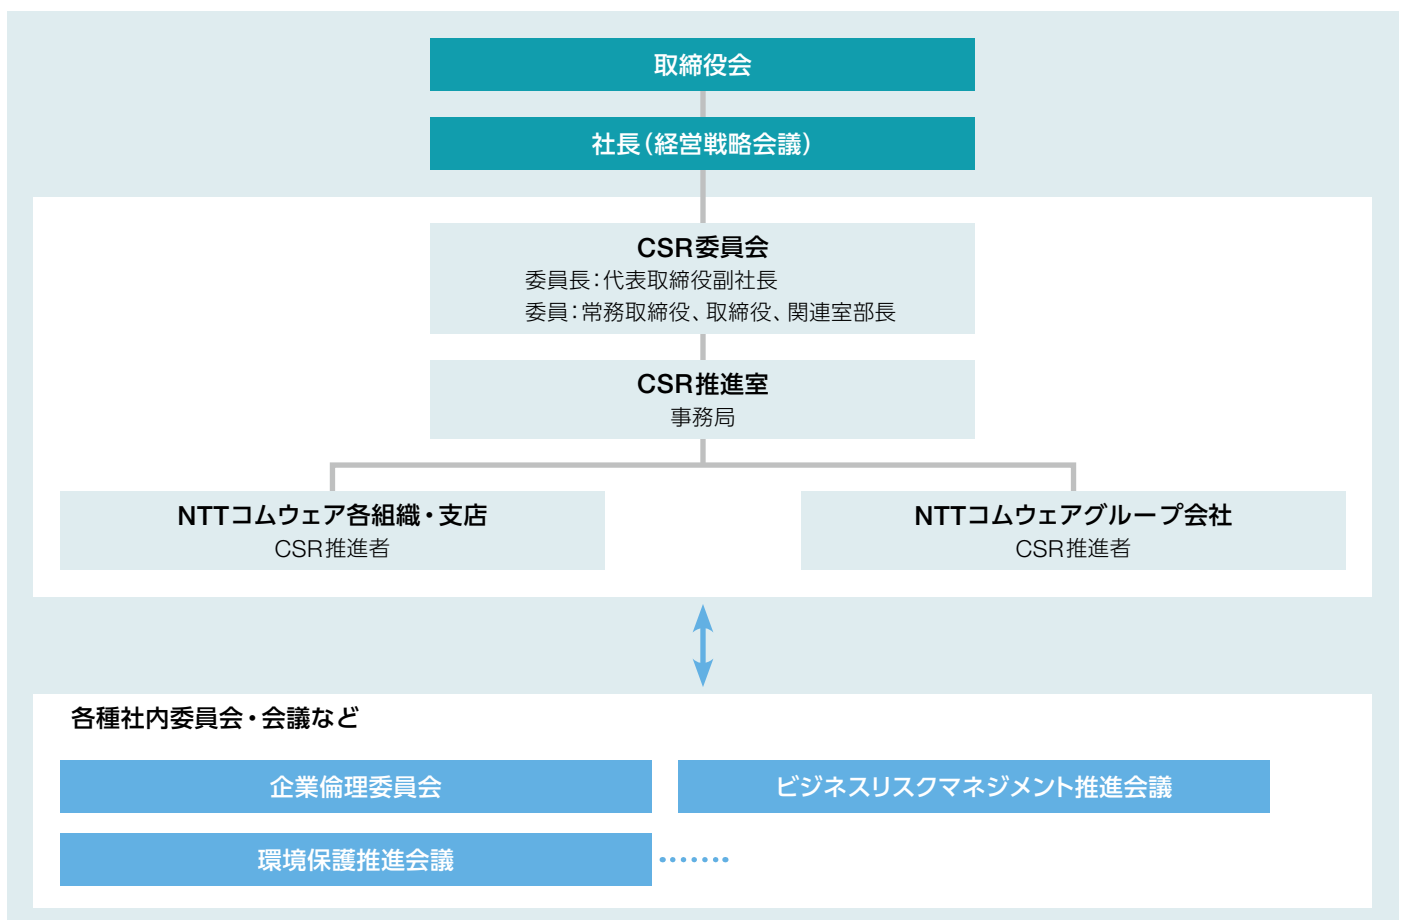 取締役会
社長（経営戦略会議）
CSR委員会
委員長：代表取締役副社長
委員：常務取締役、取締役、関連室部長
CSR推進室
事務局
NTTコムウェア各組織・支店
CSR推進者
NTTコムウェアグループ会社
CSR推進者
各種社内委員会・会議など
企業倫理委員会
ビジネスリスクマネジメント推進会議
環境保護推進会議
･･･････